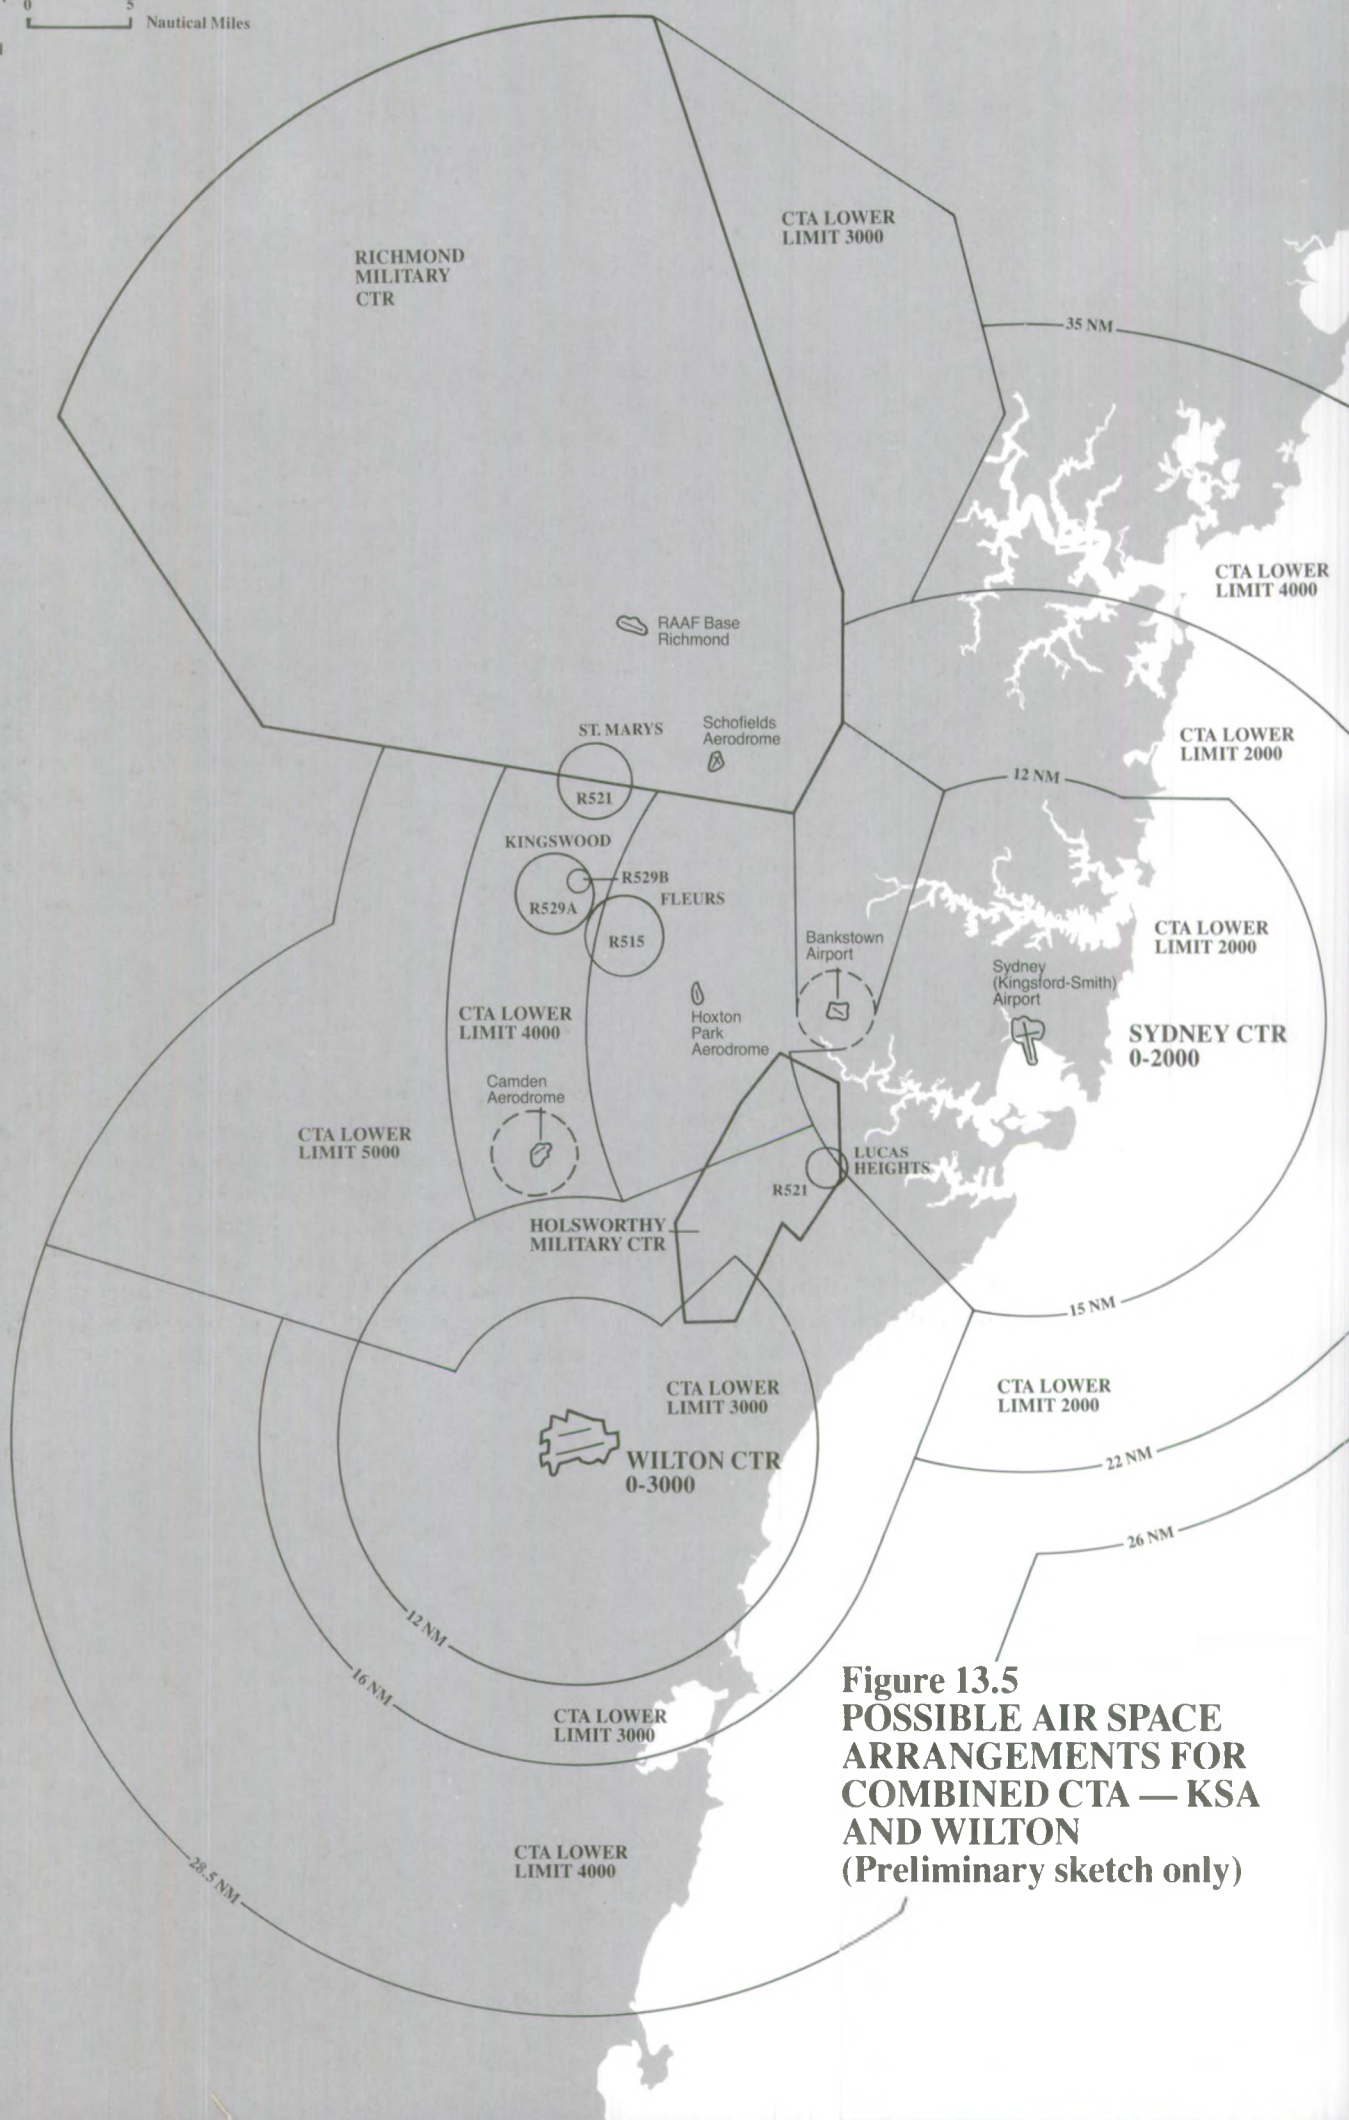 0 5
Nautical Miles
CTA LOWER
LIMIT 3000
RICHMOND
MILITARY
CTR
35 NM
CTA LOWER
LIMIT 4000
RAAF Base
Richmond
ST. MARYS
R521
Schofields
Aerodrome
CTA LOWER
LIMIT 2000
12 NM
KINGSWOOD
R529B
R529A
FLEURS
R515
Bankstown
Airport
CTA LOWER
LIMIT 2000
Sydney
(Kingsford-Smith)
Airport
SYDNEY CTR
0-2000
CTA LOWER
LIMIT 4000
Hoxton
Park
Aerodrome
Camden
Aerodrome
CTA LOWER
LIMIT 5000
LUCAS
HEIGHTS
R521
HOLSWORTHY
MILITARY CTR
15 NM
CTA LOWER
LIMIT 3000
CTA LOWER
LIMIT 2000
WILTON CTR
0-3000
22 NM
26 NM
12 NM
16 NM
CTA LOWER
LIMIT 3000
CTA LOWER
LIMIT 4000
28.5 NM
Figure 13.5
POSSIBLE AIR SPACE
ARRANGEMENTS FOR
COMBINED CTA — KSA
AND WILTON
(Preliminary sketch only)